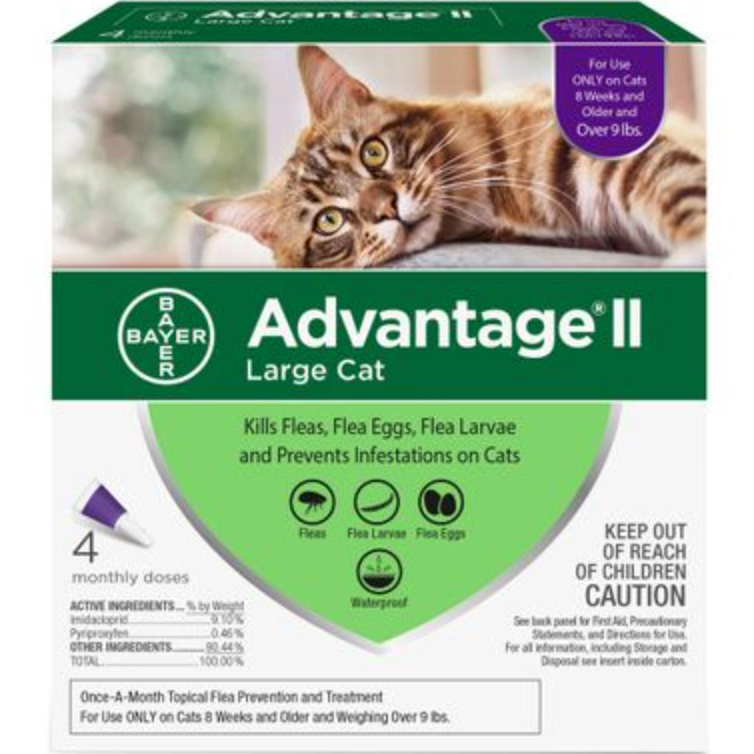 Advantage II
Large Cat
4 monthly
doses
For Use
ONLY on Cats
8 Weeks and
Older and
Over 9 lbs.
BAYER
BAYER
Advantage® II
Large Cat
Kills Fleas, Flea Eggs, Flea Larvae
and Prevents Infestations on Cats
Fleas Flea Larvae Flea Eggs
Waterproof
4
monthly doses
ACTIVE INGREDIENTS... % by Weight
Imidacloprid 9.10%
Pyriproxyfen 0.46%
OTHER INGREDIENTS 90.44%
TOTAL 100.00%
KEEP OUT
OF REACH
OF CHILDREN
CAUTION
See back panel for First Aid, Precautionary
Statements, and Directions for Use.
For all information, including Storage and
Disposal see insert inside carton.
Once-A-Month Topical Flea Prevention and Treatment
For Use ONLY on Cats 8 Weeks and Older and Weighing Over 9 lbs.